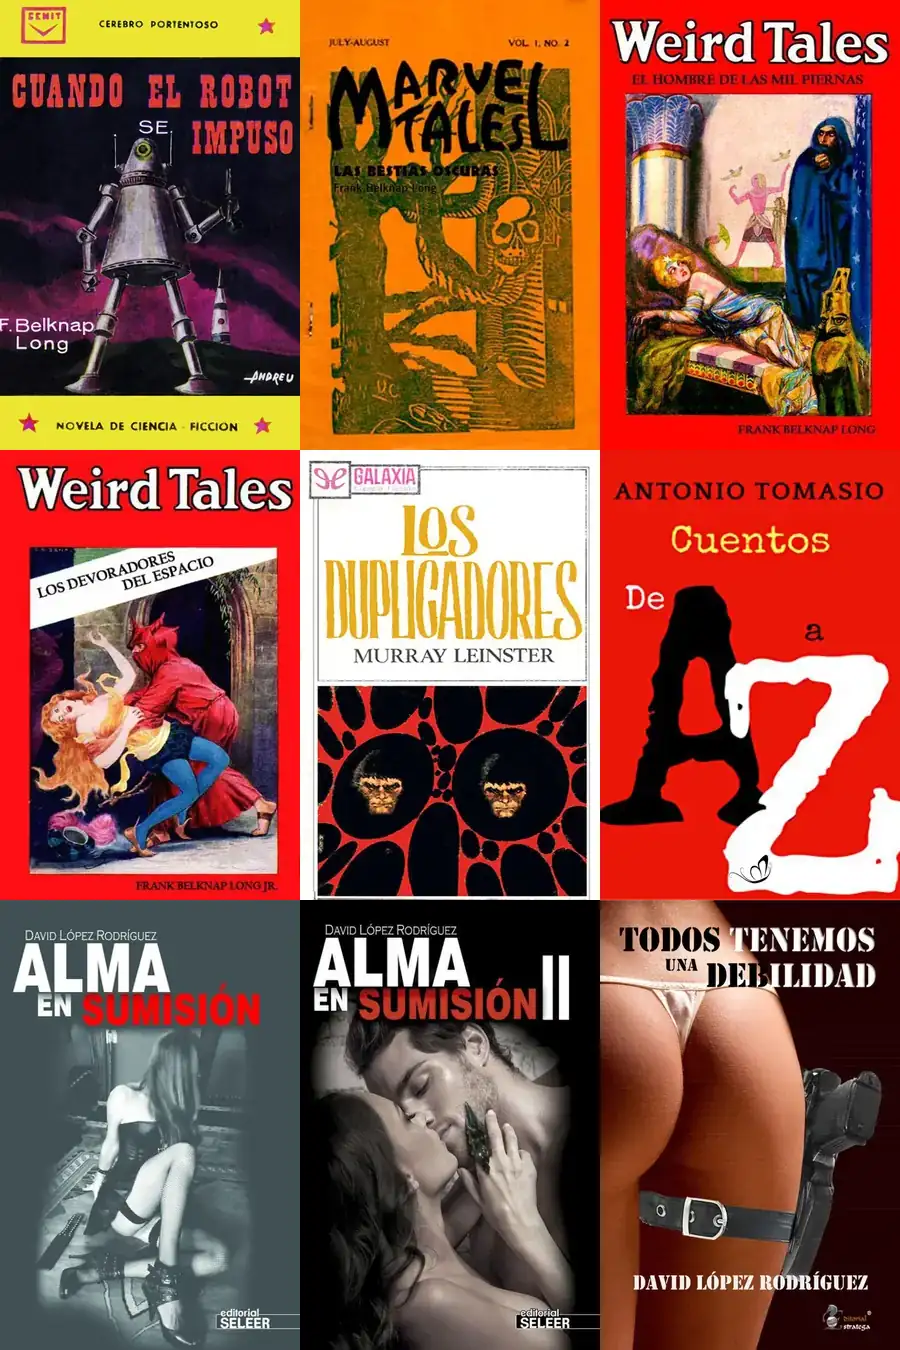 CENIT
CEREBRO PORTENTOSO
CUANDO EL ROBOT
SE
IMPUSO
F. Belknap
Long
ANDREU
NOVELA DE CIENCIA - FICCION
JULY-AUGUST
VOL. 1, NO. 2
MARVEL
TALES
LAS BESTIAS OSCURAS
Frank Belknap Long
Weird Tales
EL HOMBRE DE LAS MIL PIERNAS
FRANK BELKNAP LONG
Weird Tales
LOS DEVORADORES
DEL ESPACIO
FRANK BELKNAP LONG JR.
GALAXIA
LOS
DUPLICADORES
MURRAY LEINSTER
ANTONIO TOMASIO
Cuentos
De
a
A
Z
DAVID LÓPEZ RODRÍGUEZ
ALMA
EN SUMISIÓN
editorial
SELEER
DAVID LÓPEZ RODRÍGUEZ
ALMA
EN SUMISIÓN II
editorial
SELEER
TODOS TENEMOS
UNA DEBILIDAD
DAVID LÓPEZ RODRÍGUEZ
editorial
stratega